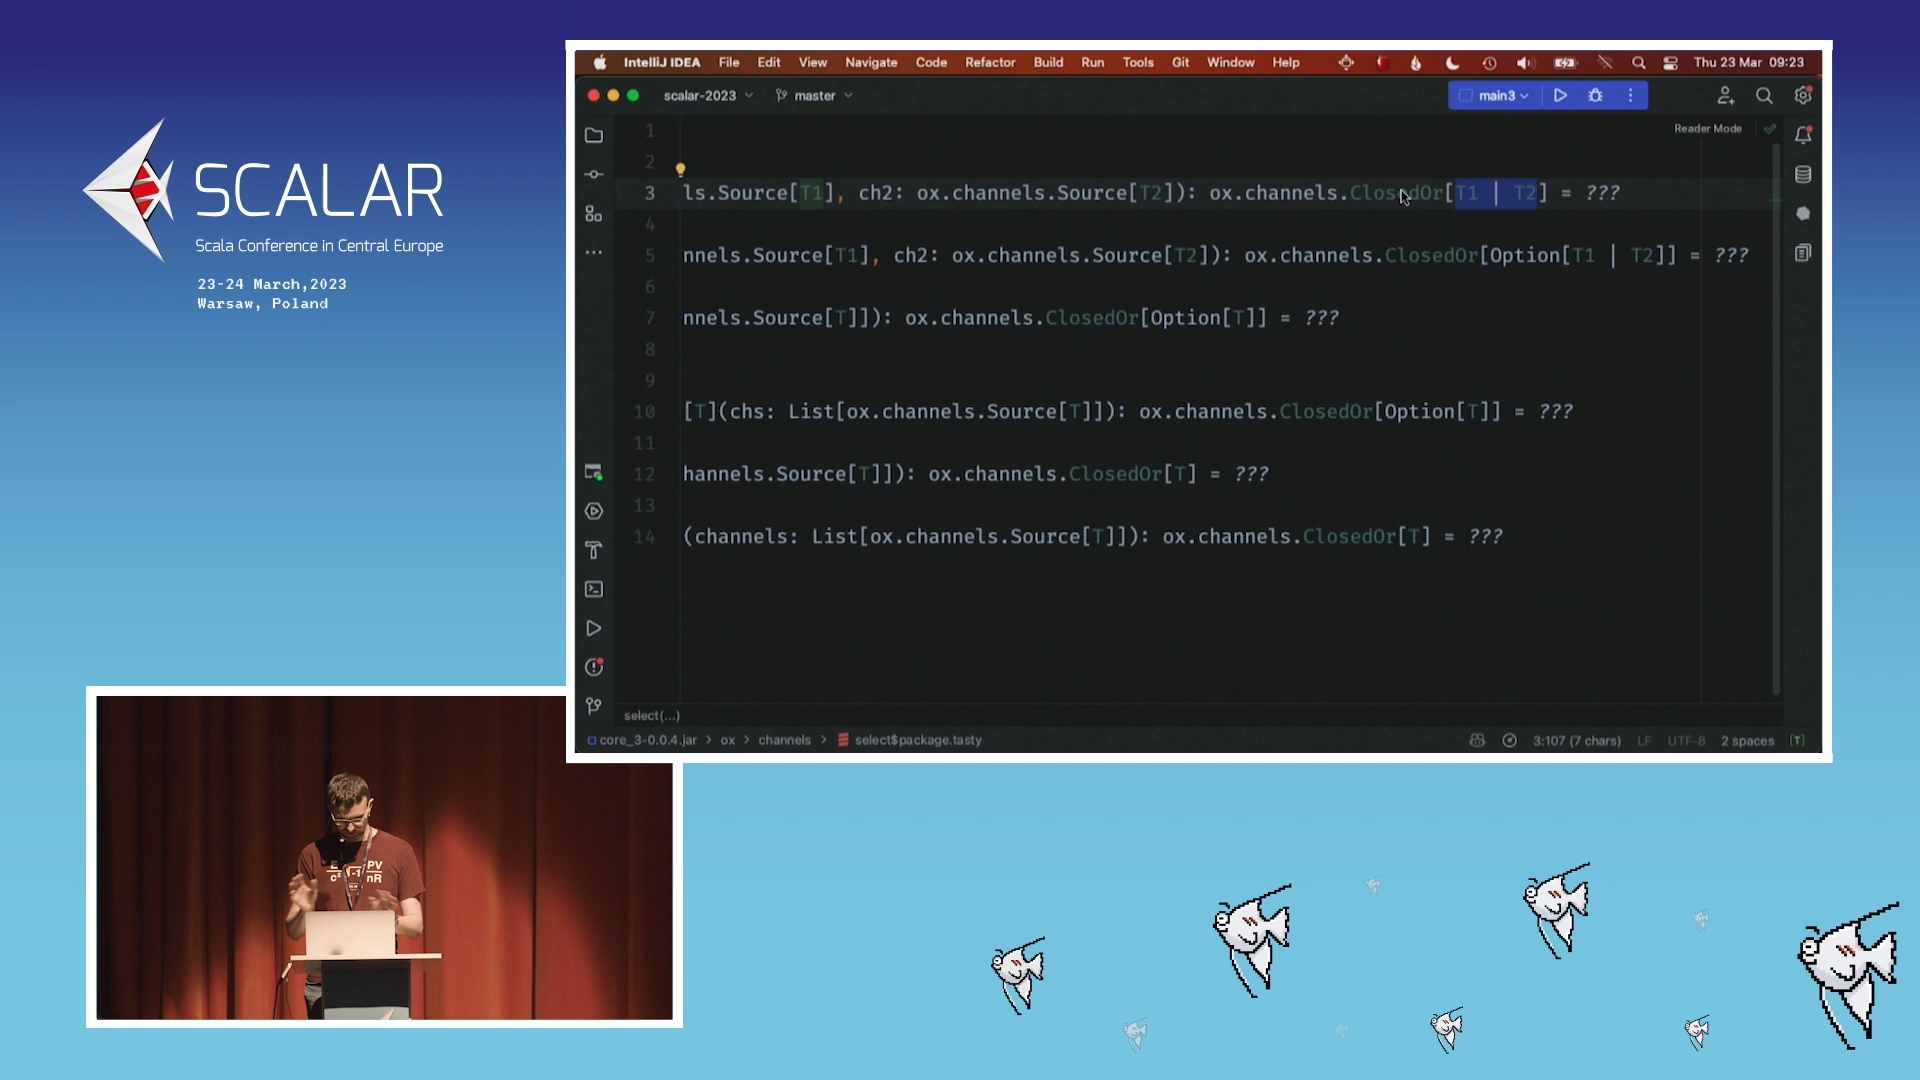 SCALAR
Scala Conference in Central Europe
23-24 March,2023
Warsaw, Poland
IntelliJ IDEA File Edit View Navigate Code Refactor Build Run Tools Git Window Help Thu 23 Mar 09:23
scalar-2023 master main3
Reader Mode
1
2
3 ls.Source[T1], ch2: ox.channels.Source[T2]): ox.channels.ClosedOr[T1 | T2] = ???
4
5 nnels.Source[T1], ch2: ox.channels.Source[T2]): ox.channels.ClosedOr[Option[T1 | T2]] = ???
6
7 nnels.Source[T]]): ox.channels.ClosedOr[Option[T]] = ???
8
9
10 [T](chs: List[ox.channels.Source[T]]): ox.channels.ClosedOr[Option[T]] = ???
11
12 hannels.Source[T]]): ox.channels.ClosedOr[T] = ???
13
14 (channels: List[ox.channels.Source[T]]): ox.channels.ClosedOr[T] = ???
select(...)
core_3-0.0.4.jar > ox > channels > select$package.tasty 3:107 (7 chars) LF UTF-8 2 spaces [T]